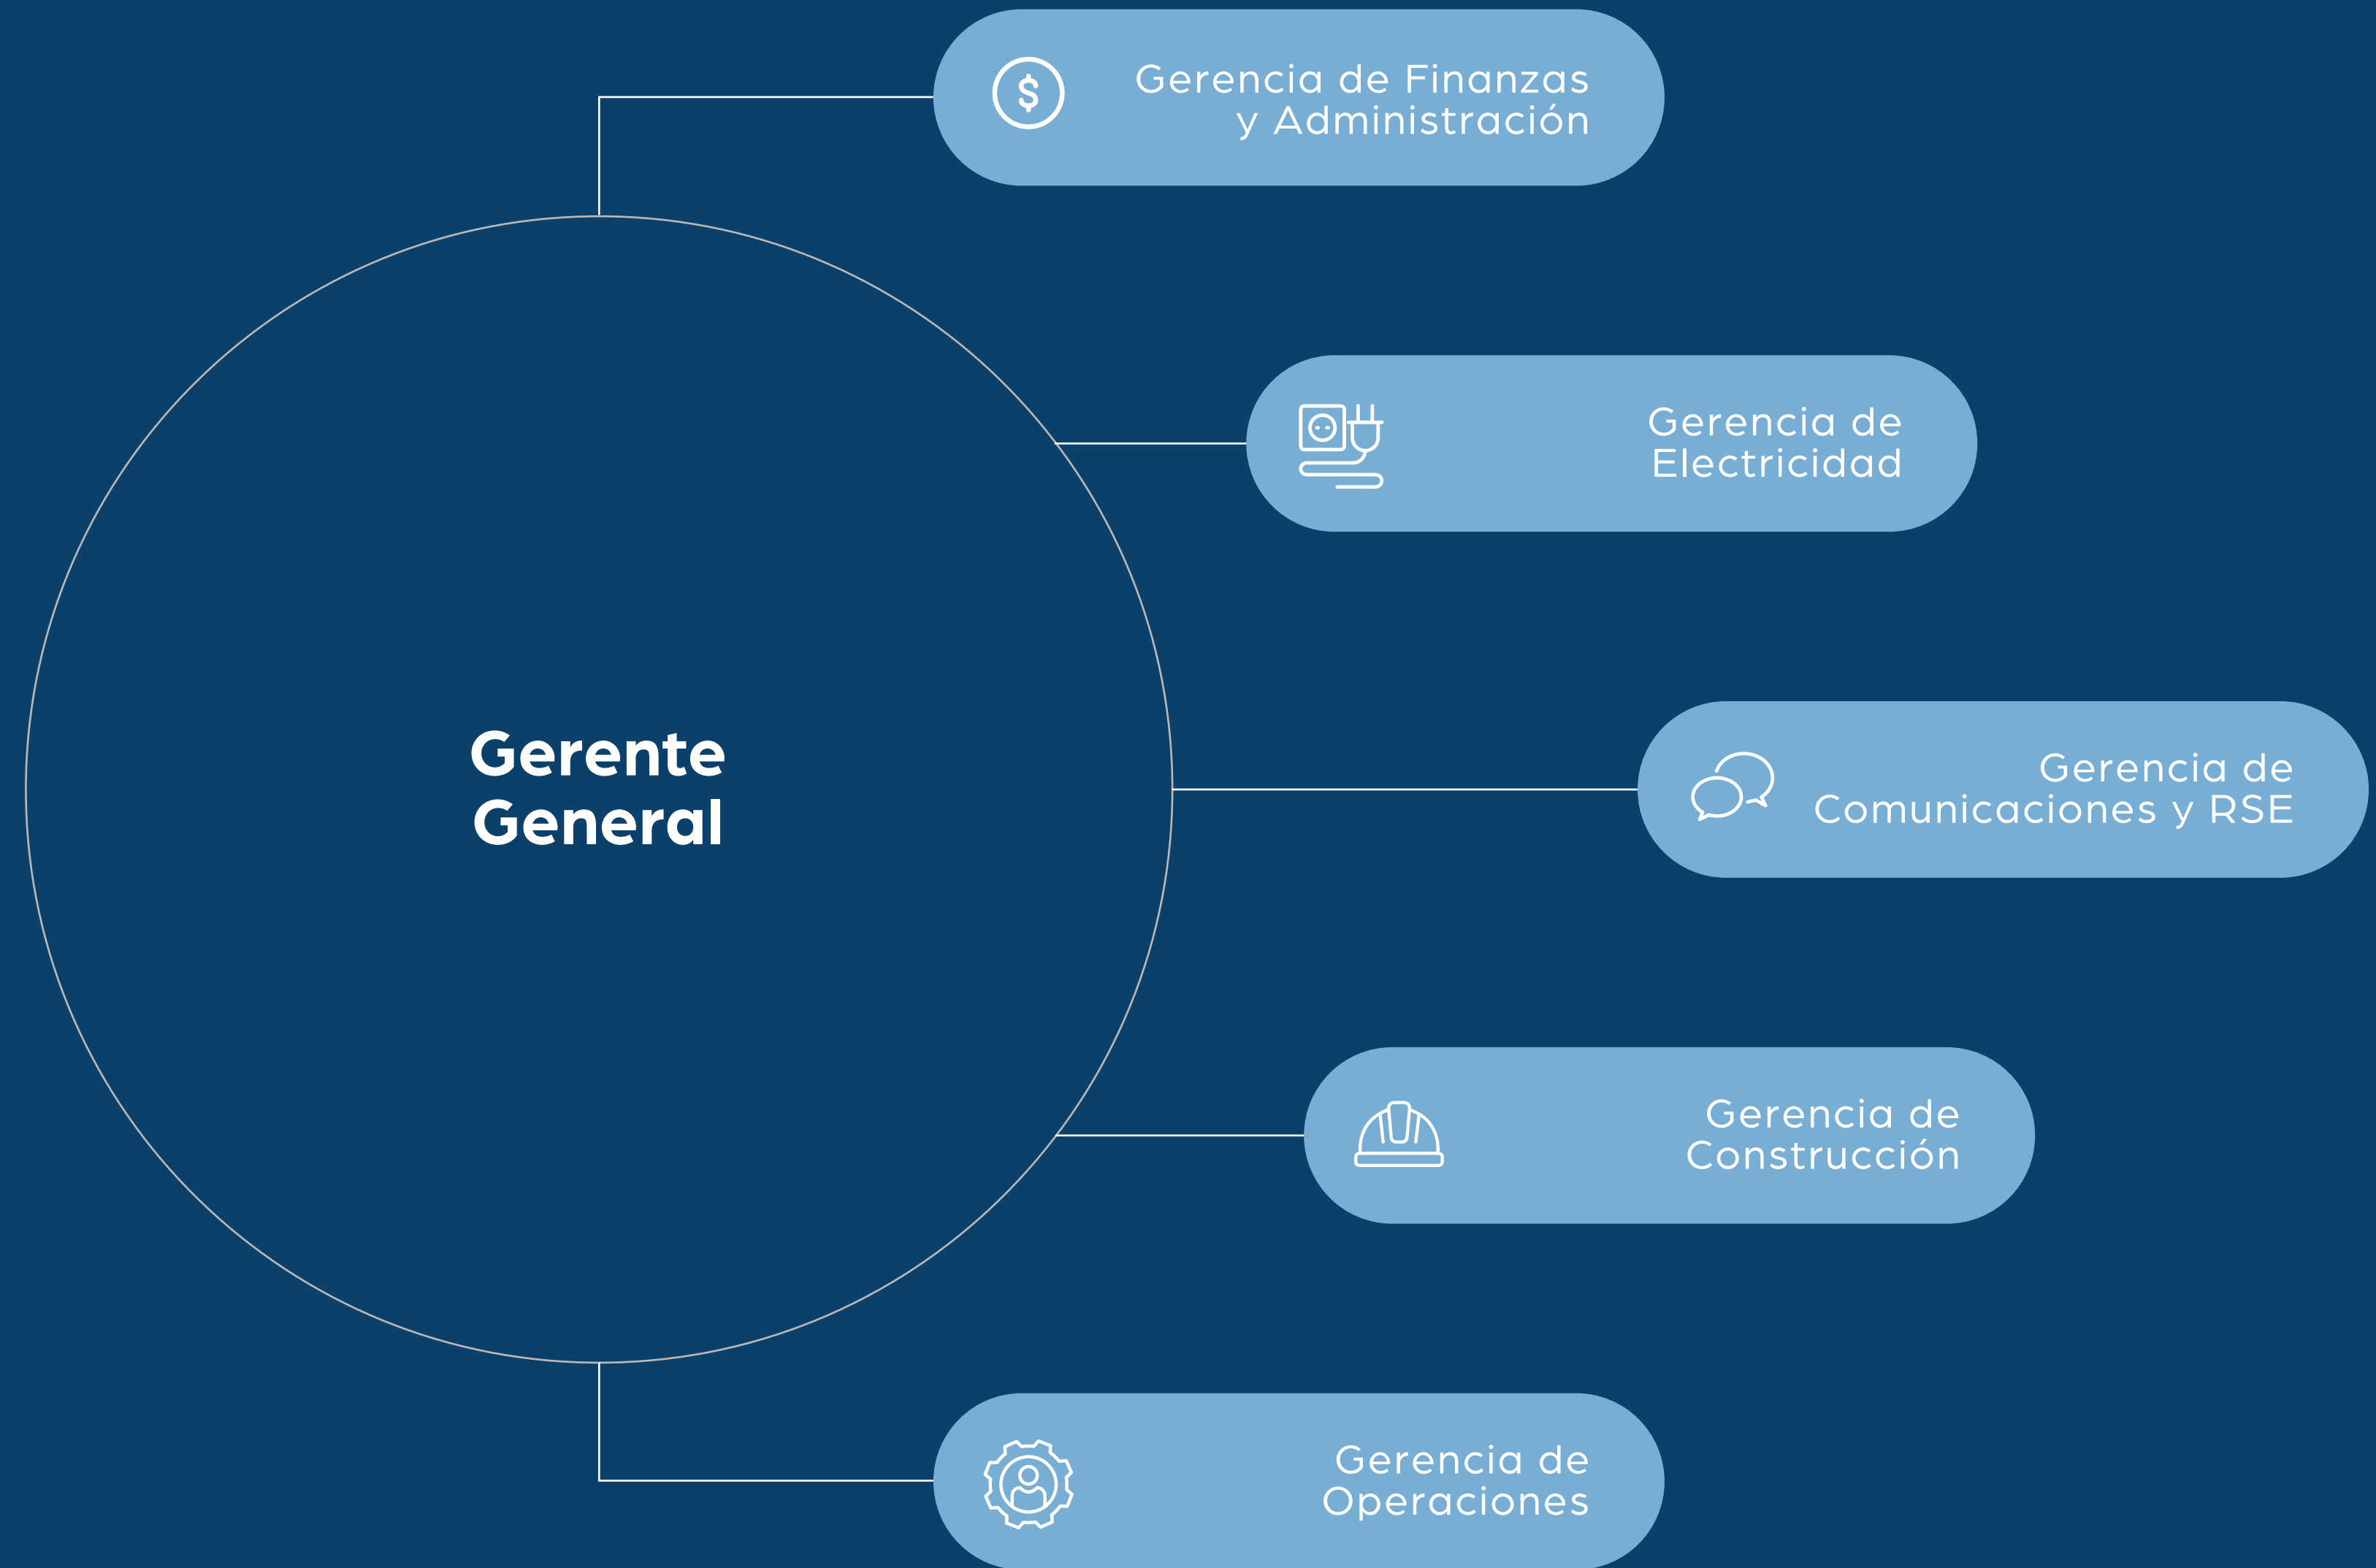 Gerencia de Finanzas
y Administración
Gerencia de
Electricidad
Gerente
General
Gerencia de
Comunicaciones y RSE
Gerencia de
Construcción
Gerencia de
Operaciones